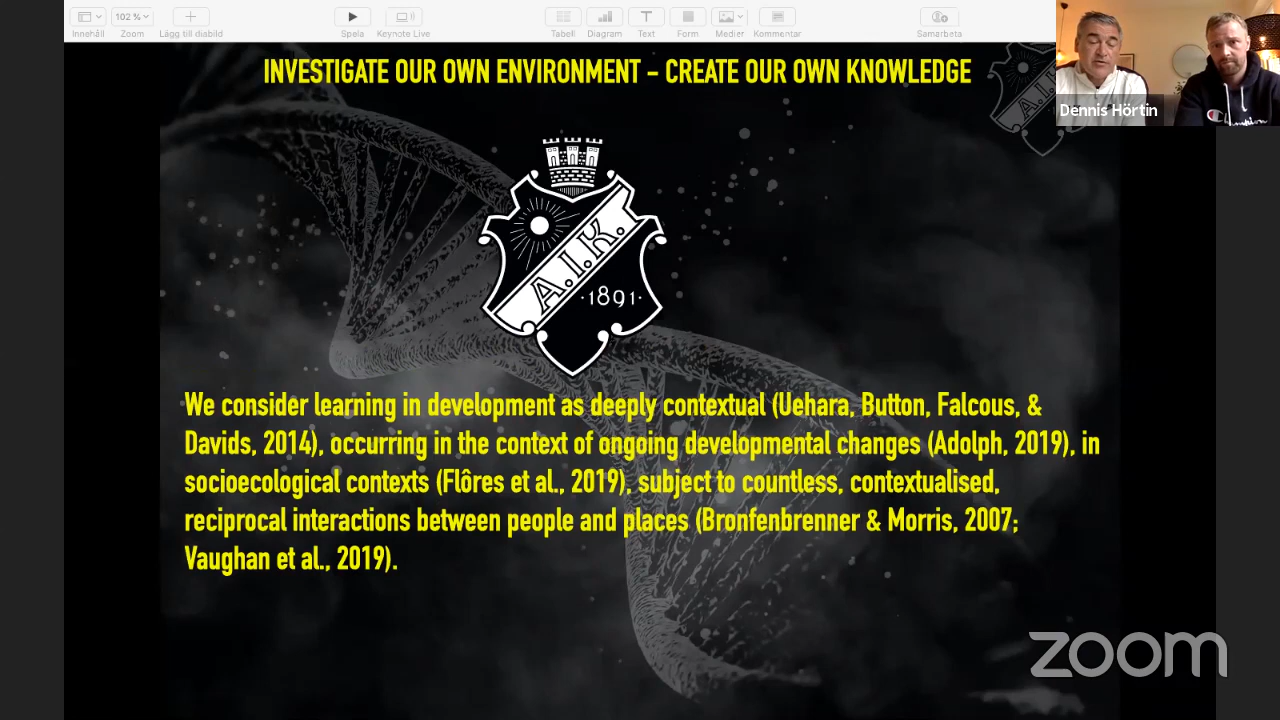 102 %
Innehåll
Zoom
Lägg till diabild
Spela
Keynote Live
Tabell
Diagram
Text
Form
Medier
Kommentar
Samarbeta
Dennis Hörtin
Champion
INVESTIGATE OUR OWN ENVIRONMENT - CREATE OUR OWN KNOWLEDGE
A.I.K.
A.I.K.
·1891·
We consider learning in development as deeply contextual (Uehara, Button, Falcous, &
Davids, 2014), occurring in the context of ongoing developmental changes (Adolph, 2019), in
socioecological contexts (Flôres et al., 2019), subject to countless, contextualised,
reciprocal interactions between people and places (Bronfenbrenner & Morris, 2007;
Vaughan et al., 2019).
zoom